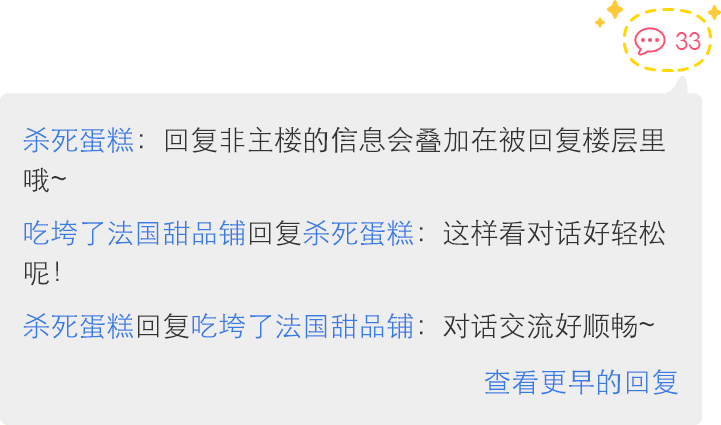 33
杀死蛋糕：回复非主楼的信息会叠加在被回复楼层里
哦~
吃垮了法国甜品铺回复杀死蛋糕：这样看对话好轻松
呢！
杀死蛋糕回复吃垮了法国甜品铺：对话交流好顺畅~
查看更早的回复